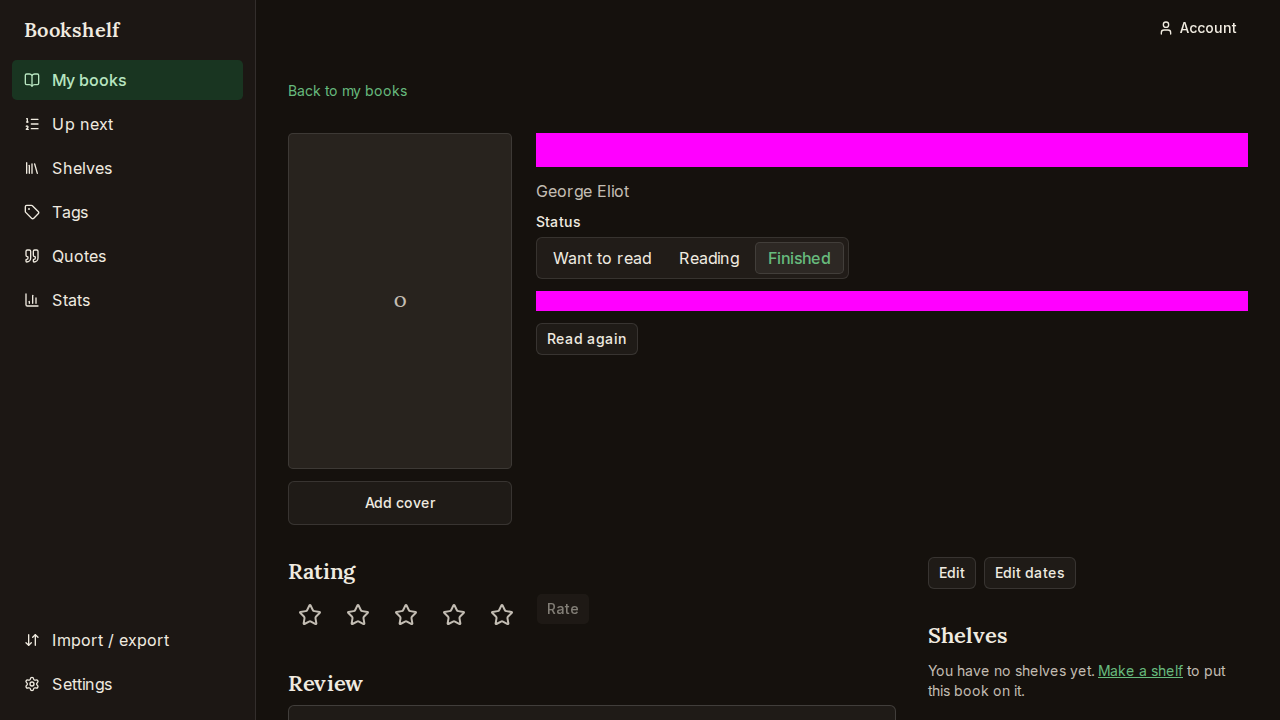 Bookshelf
My books
Up next
Shelves
Tags
Quotes
Stats
Import / export
Settings
Account
Back to my books
O
Add cover
George Eliot
Status
Want to read
Reading
Finished
Read again
Rating
Rate
Review
Edit
Edit dates
Shelves
You have no shelves yet. Make a shelf to put
this book on it.